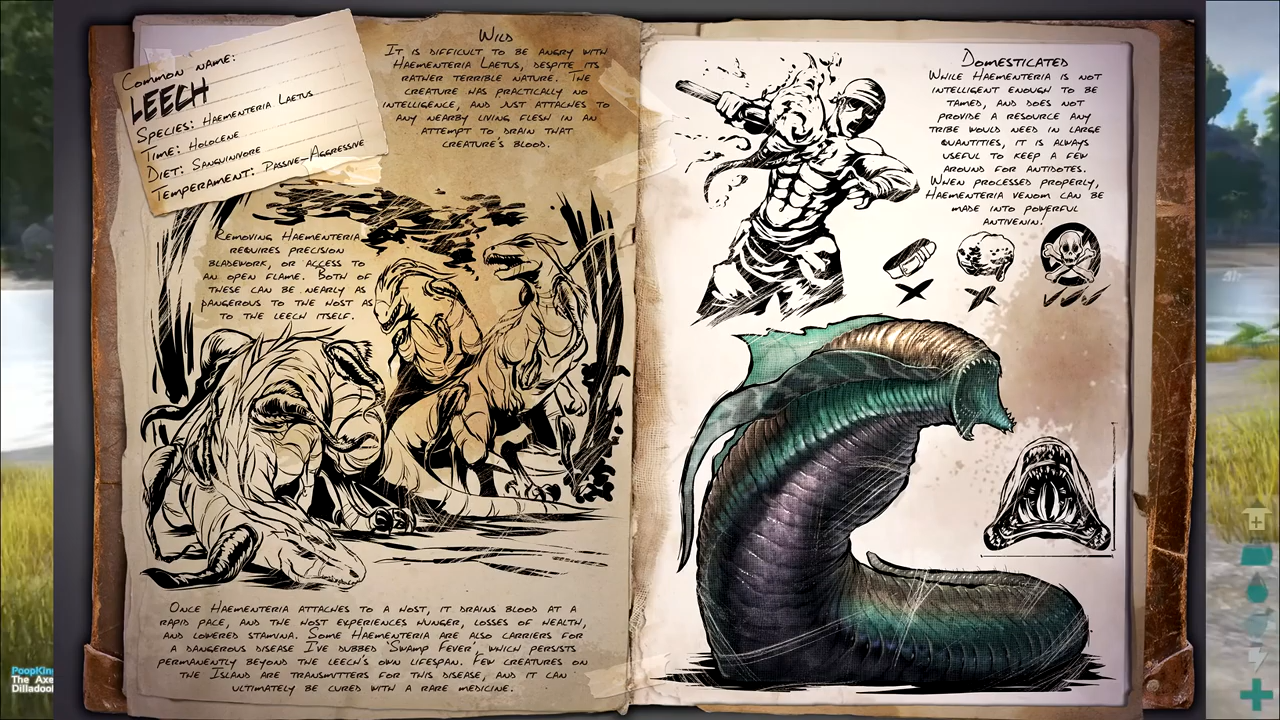 Common name:
LEECH
Species: Haementeria Laetus
Time: Holocene
Diet: Sanguinivore
Temperament: Passive-Aggressive
Wild
It is difficult to be angry with
Haementeria Laetus, despite its
rather terrible nature. The
creature was practically no
intelligence, and just attaches to
any nearby living flesh in an
attempt to drain that
creature's blood.
Removing Haementeria
requires precision
bladework, or access to
an open flame. Both of
these can be nearly as
dangerous to the host as
to the leech itself.
Once Haementeria attaches to a host, it drains blood at a
rapid pace, and the host experiences hunger, losses of health,
and lowered stamina. Some Haementeria are also carriers for
a dangerous disease I've dubbed 'Swamp Fever', which persists
permanently beyond the leech's own lifespan. Few creatures on
the Island are transmitters for this disease, and it can
ultimately be cured with a rare medicine.
Domesticated
While Haementeria is not
intelligent enough to be
tamed, and does not
provide a resource any
tribe would need in large
quantities, it is always
useful to keep a few
around for antidotes.
When processed properly,
Haementeria venom can be
made into powerful
antivenin!
PoopKin
The Axe
Dilladool